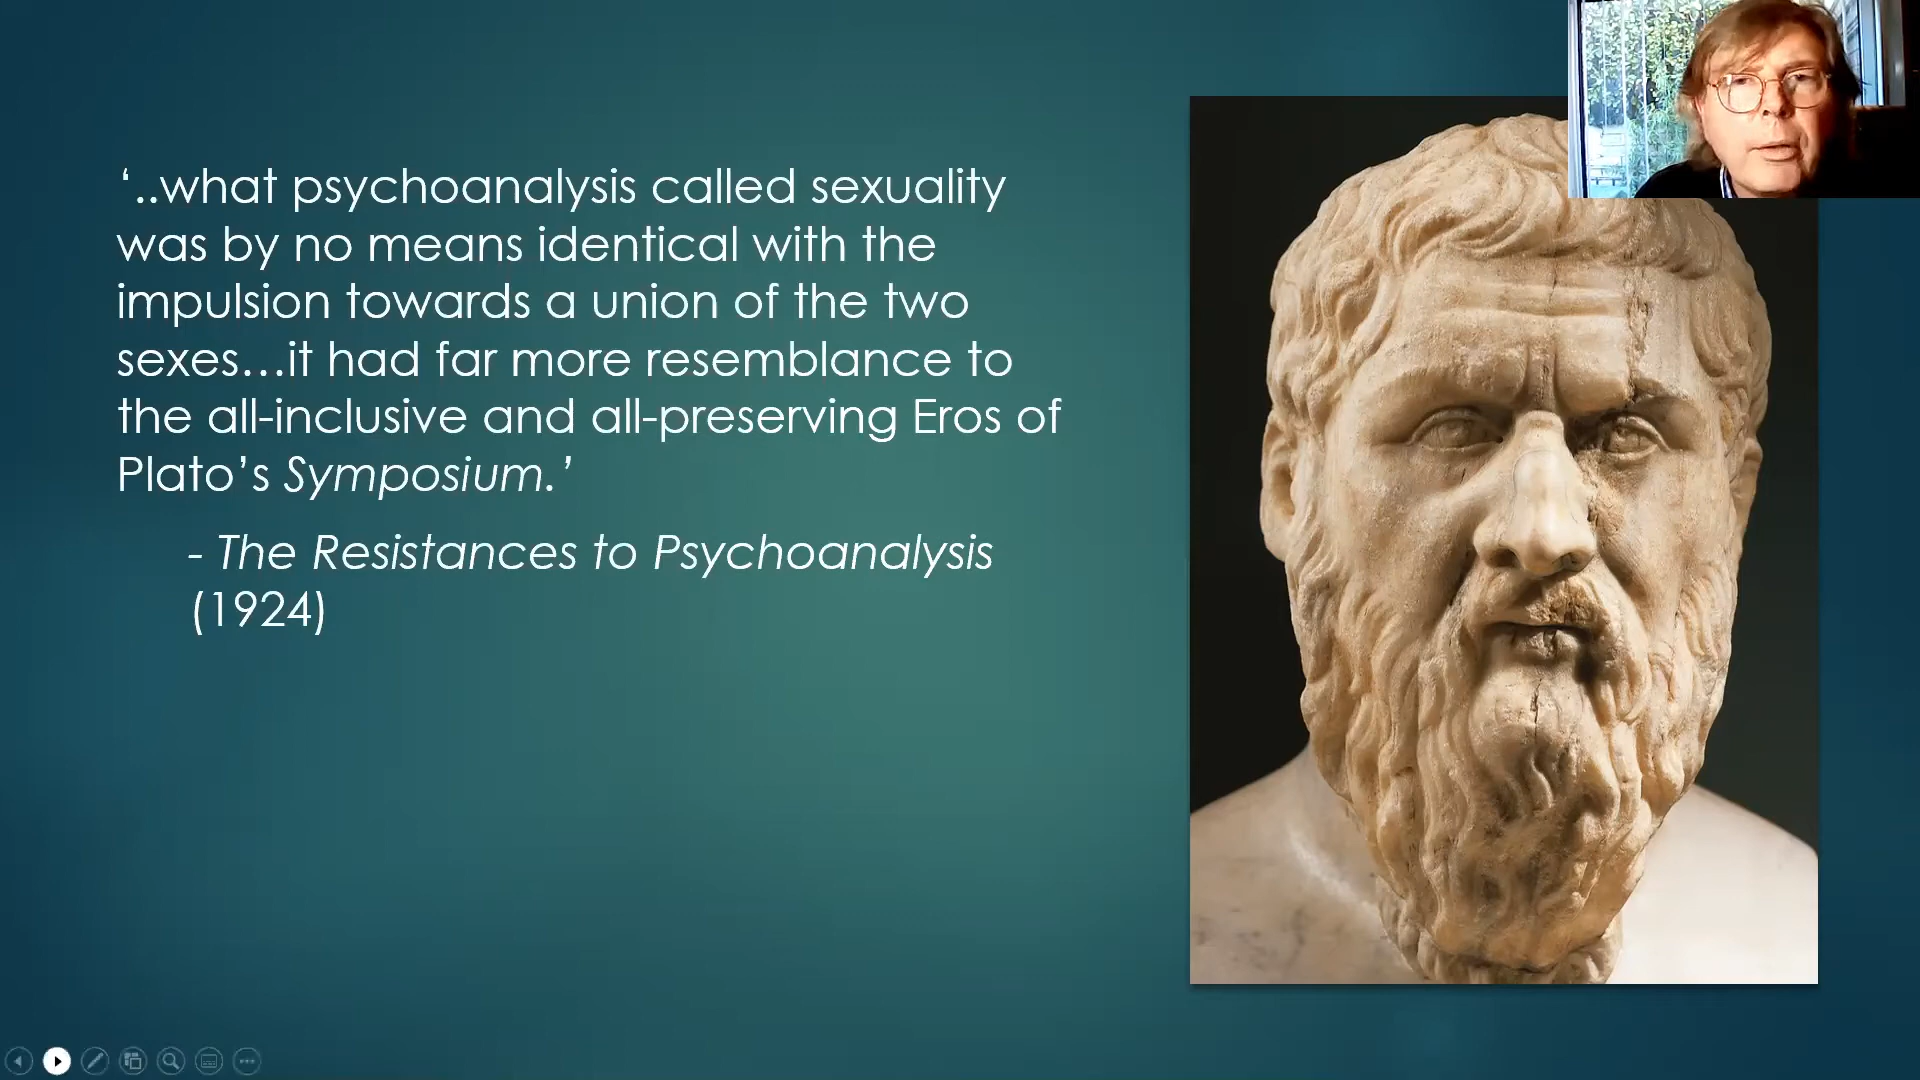 ‘..what psychoanalysis called sexuality
was by no means identical with the
impulsion towards a union of the two
sexes…it had far more resemblance to
the all-inclusive and all-preserving Eros of
Plato’s Symposium.’
- The Resistances to Psychoanalysis
(1924)